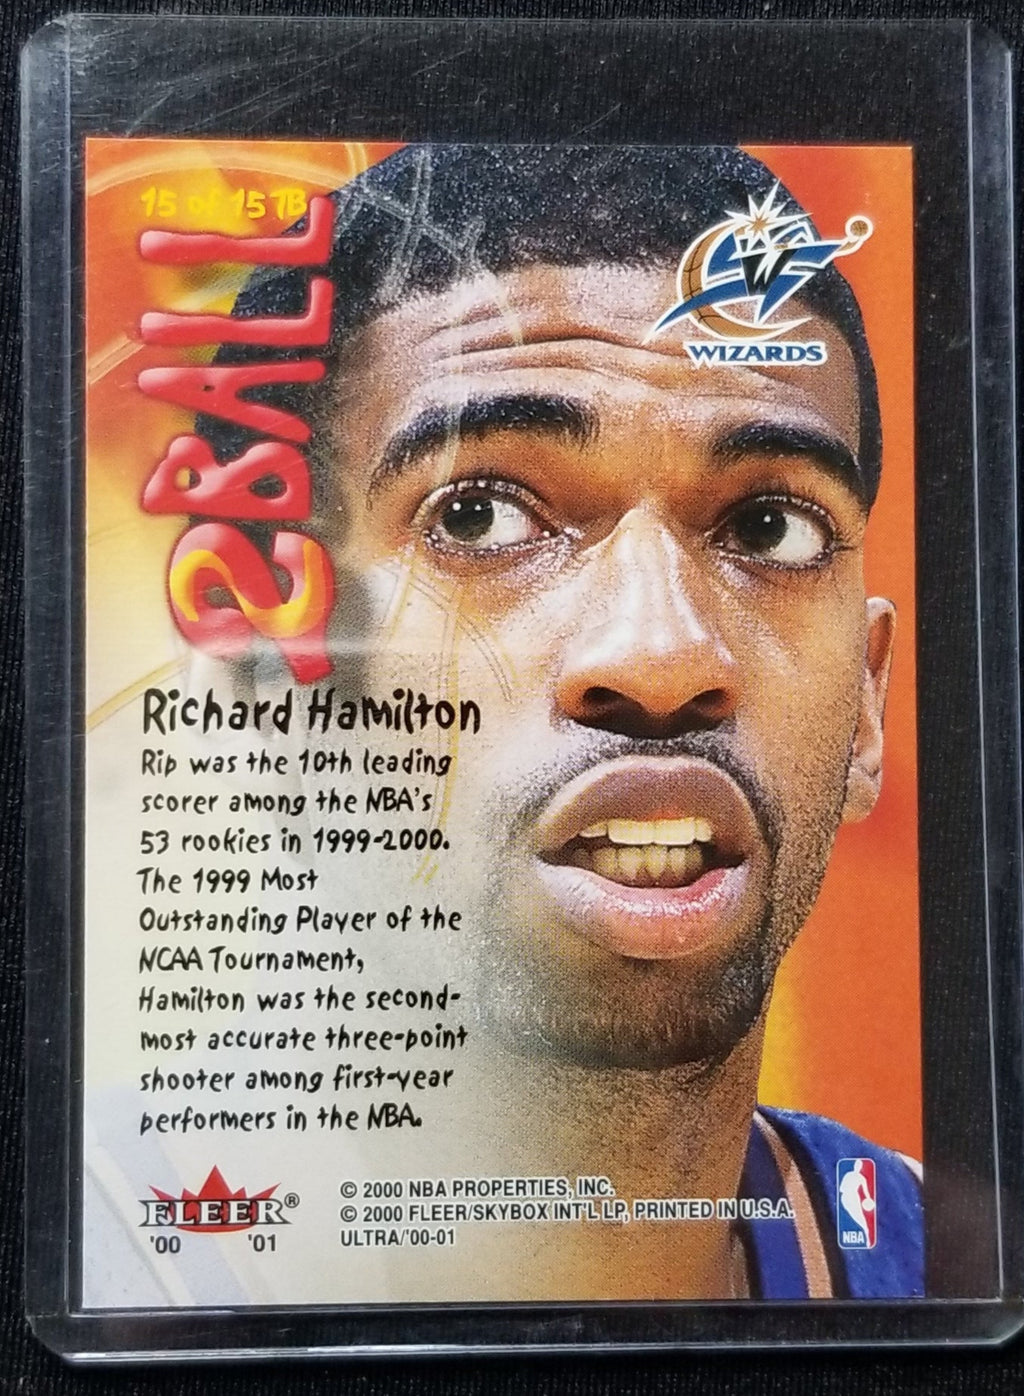 15 of 15 TB
2BALL
WIZARDS
Richard Hamilton
Rip was the 10th leading
scorer among the NBA's
53 rookies in 1999-2000.
The 1999 Most
Outstanding Player of the
NCAA Tournament,
Hamilton was the second-
most accurate three-point
shooter among first-year
performers in the NBA.
FLEER®
'00 '01
© 2000 NBA PROPERTIES, INC.
© 2000 FLEER/SKYBOX INT'L LP, PRINTED IN U.S.A.
ULTRA/'00-01
NBA